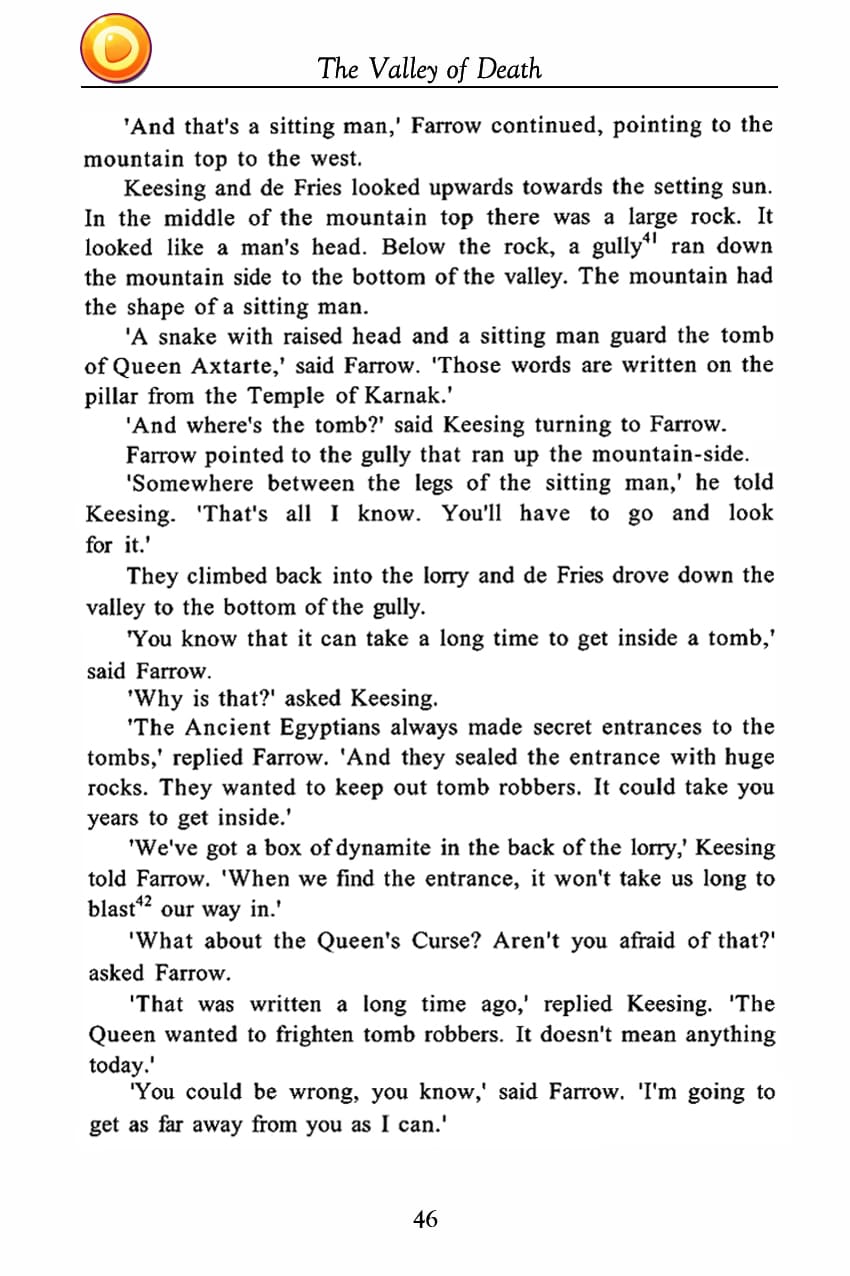 The Valley of Death
'And that's a sitting man,' Farrow continued, pointing to the
mountain top to the west.
Keesing and de Fries looked upwards towards the setting sun.
In the middle of the mountain top there was a large rock. It
looked like a man's head. Below the rock, a gully41 ran down
the mountain side to the bottom of the valley. The mountain had
the shape of a sitting man.
'A snake with raised head and a sitting man guard the tomb
of Queen Axtarte,' said Farrow. 'Those words are written on the
pillar from the Temple of Karnak.'
'And where's the tomb?' said Keesing turning to Farrow.
Farrow pointed to the gully that ran up the mountain-side.
'Somewhere between the legs of the sitting man,' he told
Keesing. 'That's all I know. You'll have to go and look
for it.'
They climbed back into the lorry and de Fries drove down the
valley to the bottom of the gully.
'You know that it can take a long time to get inside a tomb,'
said Farrow.
'Why is that?' asked Keesing.
'The Ancient Egyptians always made secret entrances to the
tombs,' replied Farrow. 'And they sealed the entrance with huge
rocks. They wanted to keep out tomb robbers. It could take you
years to get inside.'
'We've got a box of dynamite in the back of the lorry,' Keesing
told Farrow. 'When we find the entrance, it won't take us long to
blast42 our way in.'
'What about the Queen's Curse? Aren't you afraid of that?'
asked Farrow.
'That was written a long time ago,' replied Keesing. 'The
Queen wanted to frighten tomb robbers. It doesn't mean anything
today.'
'You could be wrong, you know,' said Farrow. 'I'm going to
get as far away from you as I can.'
46